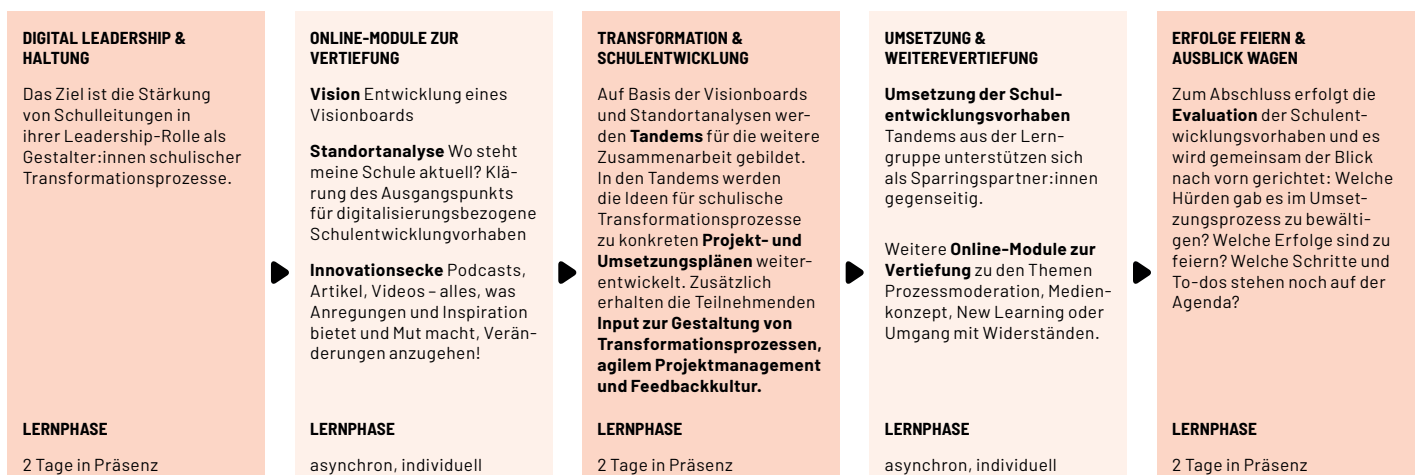 DIGITAL LEADERSHIP &
HALTUNG
Das Ziel ist die Stärkung
von Schulleitungen in
ihrer Leadership-Rolle als
Gestalter:innen schulischer
Transformationsprozesse.
LERNPHASE
2 Tage in Präsenz
ONLINE-MODULE ZUR
VERTIEFUNG
Vision Entwicklung eines
Visionboards
Standortanalyse Wo steht
meine Schule aktuell? Klä-
rung des Ausgangspunkts
für digitalisierungsbezogene
Schulentwicklungvorhaben
Innovationsecke Podcasts,
Artikel, Videos – alles, was
Anregungen und Inspiration
bietet und Mut macht, Verän-
derungen anzugehen!
LERNPHASE
asynchron, individuell
TRANSFORMATION &
SCHULENTWICKLUNG
Auf Basis der Visionboards
und Standortanalysen wer-
den Tandems für die weitere
Zusammenarbeit gebildet.
In den Tandems werden
die Ideen für schulische
Transformationsprozesse
zu konkreten Projekt- und
Umsetzungsplänen weiter-
entwickelt. Zusätzlich
erhalten die Teilnehmenden
Input zur Gestaltung von
Transformationsprozessen,
agilem Projektmanagement
und Feedbackkultur.
LERNPHASE
2 Tage in Präsenz
UMSETZUNG &
WEITEREVERTIEFUNG
Umsetzung der Schul-
entwicklungsvorhaben
Tandems aus der Lern-
gruppe unterstützen sich
als Sparringspartner:innen
gegenseitig.
Weitere Online-Module zur
Vertiefung zu den Themen
Prozessmoderation, Medien-
konzept, New Learning oder
Umgang mit Widerständen.
LERNPHASE
asynchron, individuell
ERFOLGE FEIERN &
AUSBLICK WAGEN
Zum Abschluss erfolgt die
Evaluation der Schulent-
wicklungsvorhaben und es
wird gemeinsam der Blick
nach vorn gerichtet: Welche
Hürden gab es im Umset-
zungsprozess zu bewälti-
gen? Welche Erfolge sind zu
feiern? Welche Schritte und
To-dos stehen noch auf der
Agenda?
LERNPHASE
2 Tage in Präsenz